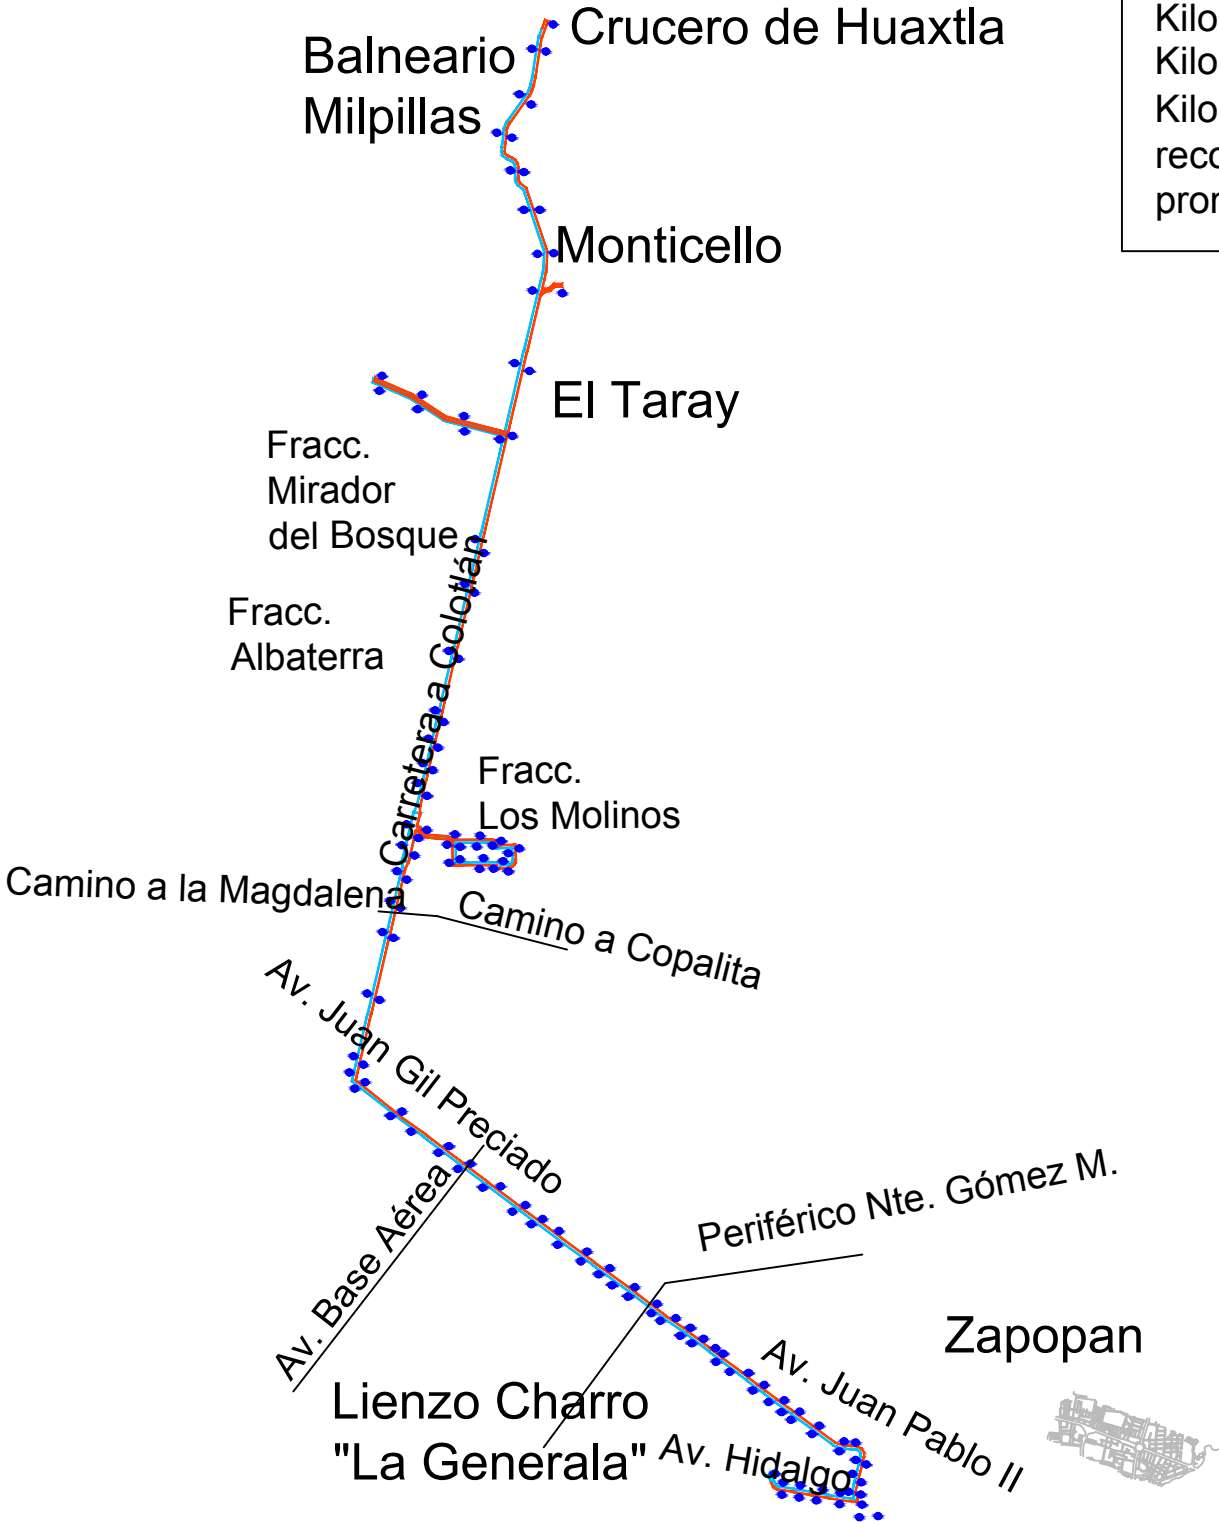 Crucero de Huaxtla
Balneario
Milpillas
Monticello
El Taray
Fracc.
Mirador
del Bosque
Fracc.
Albaterra
Carretera a Colotlán
Fracc.
Los Molinos
Camino a la Magdalena
Camino a Copalita
Av. Juan Gil Preciado
Av. Base Aérea
Periférico Nte. Gómez M.
Zapopan
Av. Juan Pablo II
Lienzo Charro
"La Generala"
Av. Hidalgo